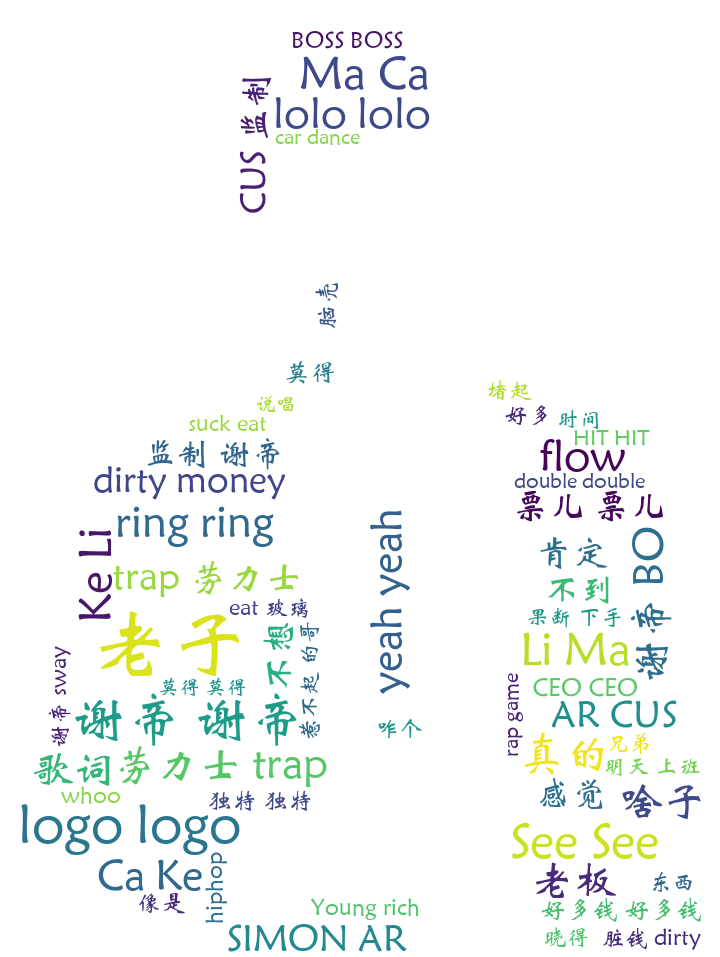 BOSS BOSS
Ma Ca
lolo lolo
car dance
CUS 监制
脑壳
莫得
说唱
suck eat
监制 谢帝
dirty money
ring ring
Ke Li
trap 劳力士
eat 玻璃
老子
不想
惹不起 的哥
莫得 莫得
谢帝 sway
谢帝 谢帝
歌词
劳力士 trap
whoo
独特 独特
logo logo
Ca Ke
hiphop
像是
Young rich
SIMON AR
yeah yeah
咋个
堵起
好多
时间
HIT HIT
flow
double double
票儿 票儿
肯定
谢帝 BO
不到
果断 下手
Li Ma
CEO CEO
rap game
AR CUS
真的
兄弟
明天 上班
感觉
啥子
See See
老板
东西
好多钱 好多钱
晓得
脏钱 dirty